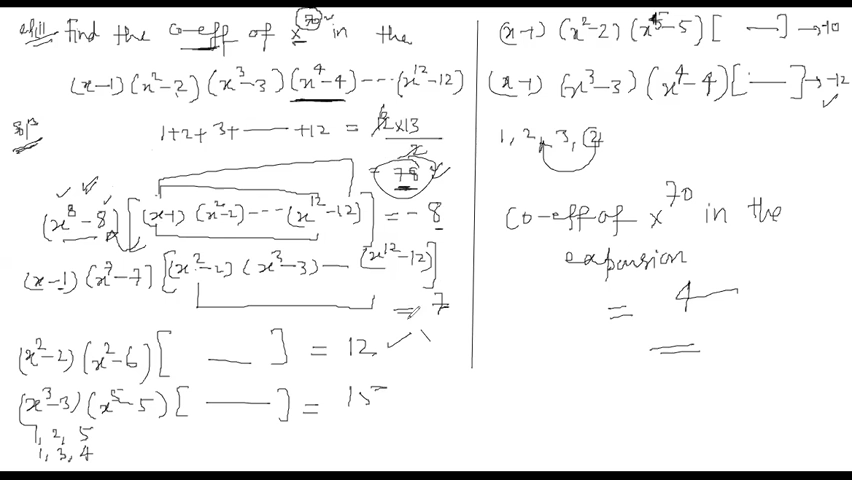 Find the co-eff of x^70 in the
(x-1)(x^2-2)(x^3-3)(x^4-4)----(x^12-12)
1+2+3+——+12 = 12x13
2
= 78
(x^8-8)[(x-1)(x^2-2)---(x^12-12)] = -8
(x-1)(x^7-7)[(x^2-2)(x^3-3)—(x^12-12)]
= 7
(x^2-2)(x^2-6)[ —— ] = 12
(x^3-3)(x^5-5)[ —— ] = 15
1, 2, 5
1, 3, 4
(x-1)(x^2-2)(x^5-5)[ —— ]→-10
(x-1)(x^3-3)(x^4-4)[ —— ]→-12
1, 2, 3, 2
co-eff of x^70 in the
expansion
= 4